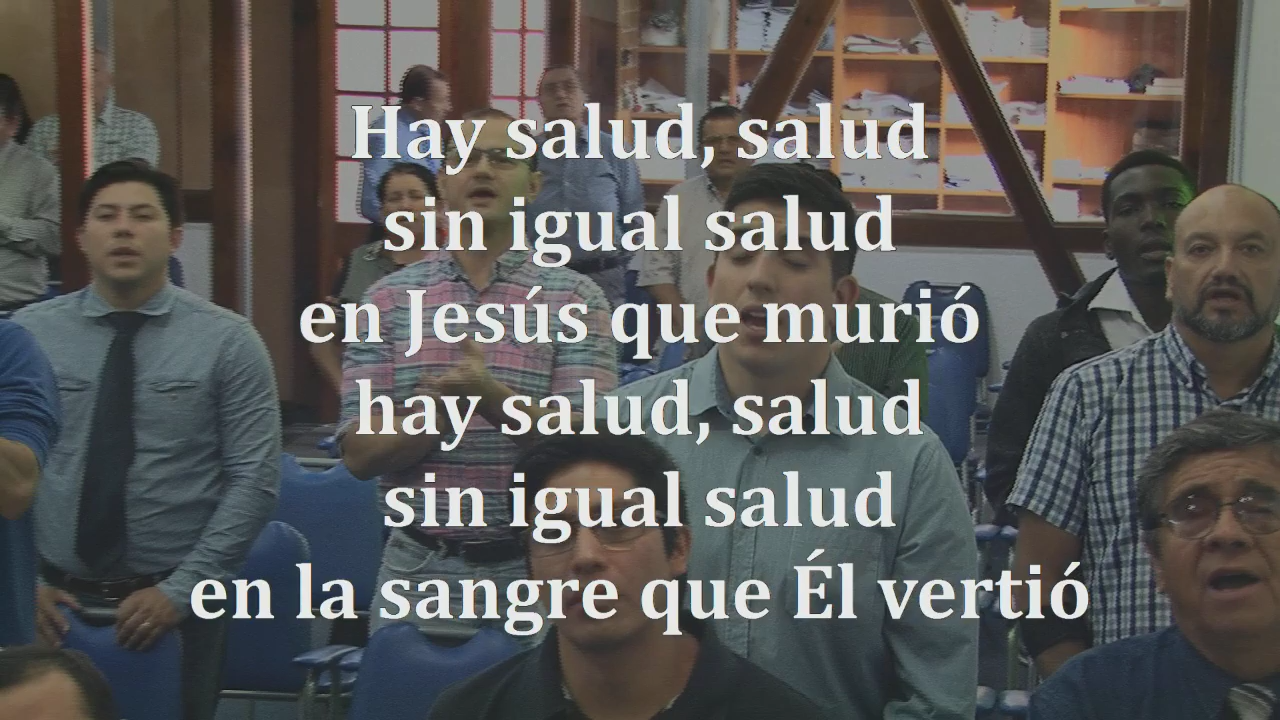 Hay salud, salud
sin igual salud
en Jesús que murió
hay salud, salud
sin igual salud
en la sangre que Él vertió